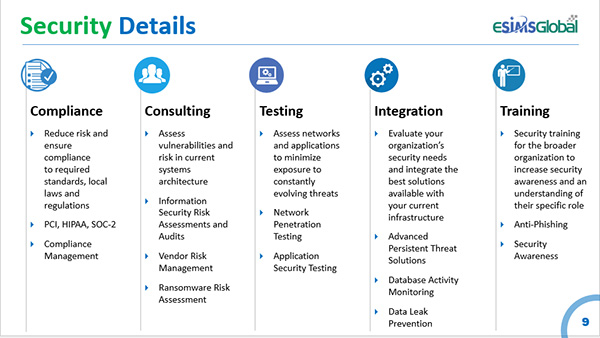 Security Details
ESIMSGlobal
Compliance
Reduce risk and
ensure
compliance
to required
standards, local
laws and
regulations
PCI, HIPAA, SOC-2
Compliance
Management
Consulting
Assess
vulnerabilities and
risk in current
systems
architecture
Information
Security Risk
Assessments and
Audits
Vendor Risk
Management
Ransomware Risk
Assessment
Testing
Assess networks
and applications
to minimize
exposure to
constantly
evolving threats
Network
Penetration
Testing
Application
Security Testing
Integration
Evaluate your
organization’s
security needs
and integrate the
best solutions
available with
your current
infrastructure
Advanced
Persistent Threat
Solutions
Database Activity
Monitoring
Data Leak
Prevention
Training
Security training
for the broader
organization to
increase security
awareness and an
understanding of
their specific role
Anti-Phishing
Security
Awareness
9